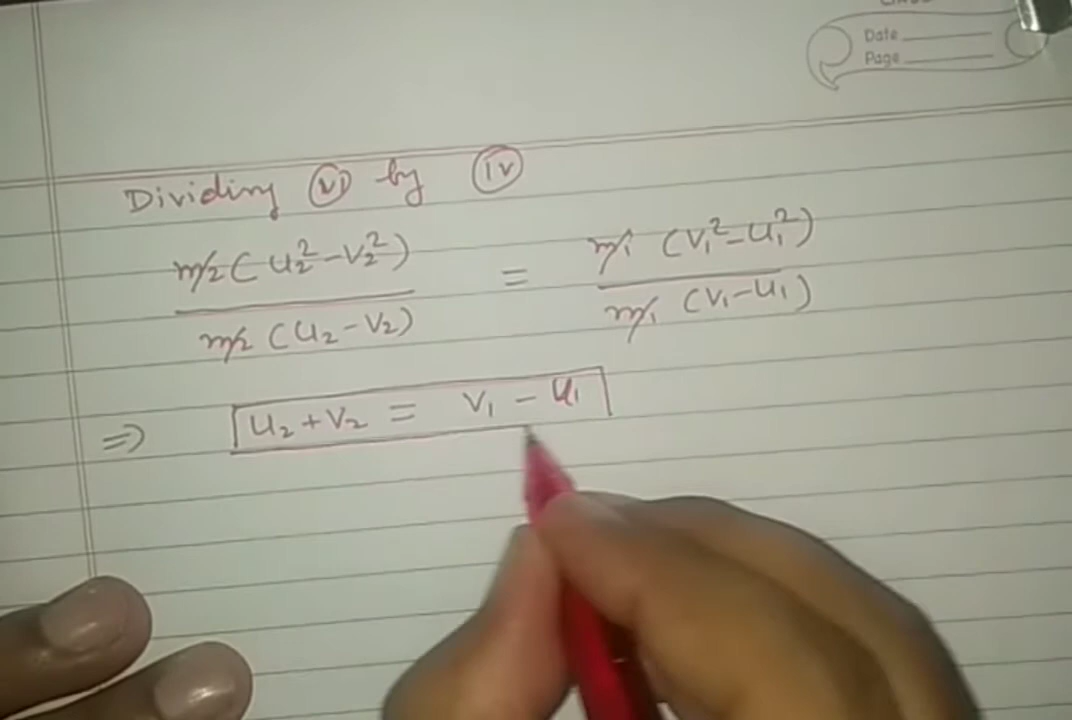 Date
Page
Dividing (vi) by (iv)
m2(u2²-v2²) / m2(u2-v2) = m1(v1²-u1²) / m1(v1-u1)
⇒ u2+v2 = v1-u1